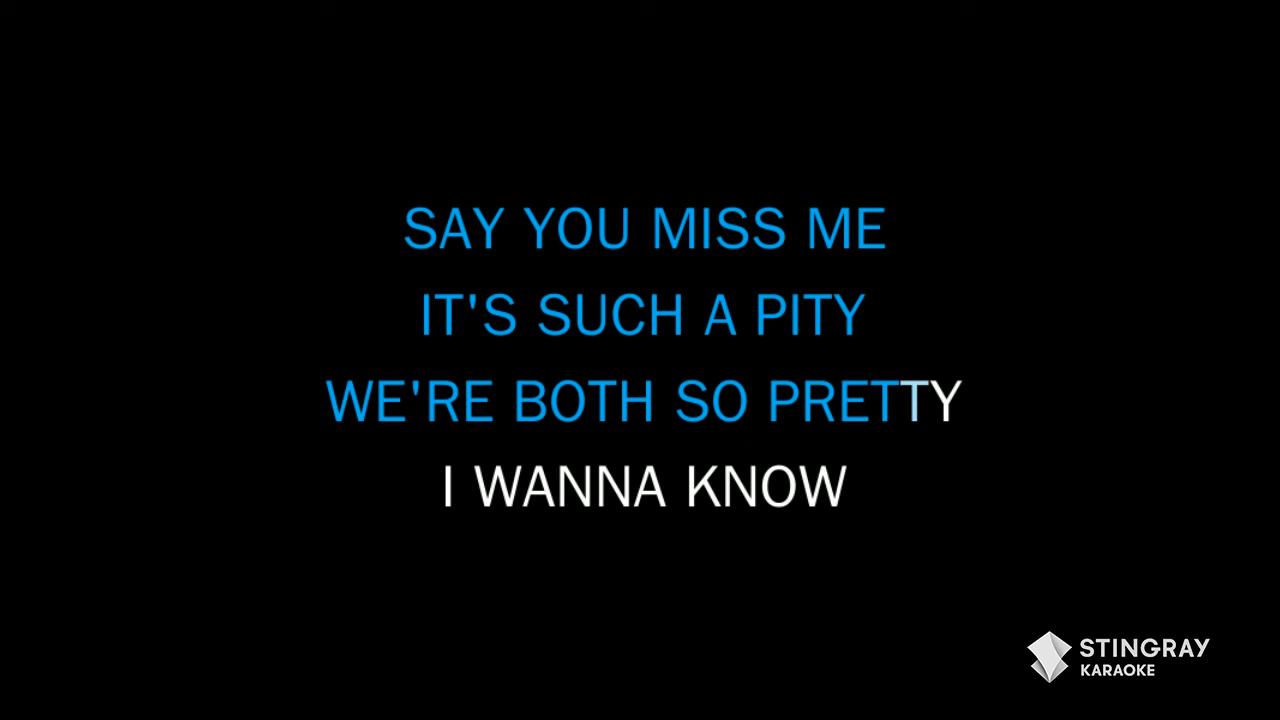 SAY YOU MISS ME
IT'S SUCH A PITY
WE'RE BOTH SO PRETTY
I WANNA KNOW
STINGRAY
KARAOKE